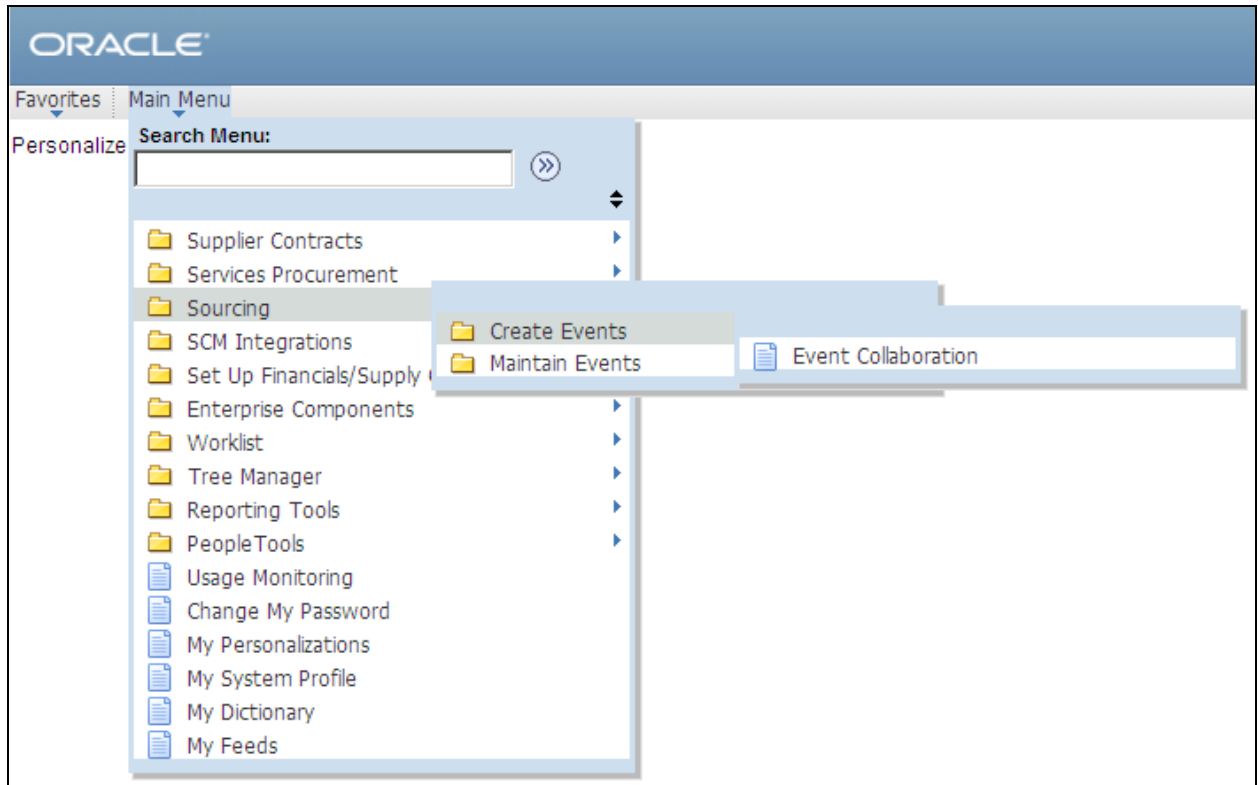 ORACLE
Favorites Main Menu
Personalize
Search Menu:
Supplier Contracts
Services Procurement
Sourcing
SCM Integrations
Set Up Financials/Supply
Enterprise Components
Worklist
Tree Manager
Reporting Tools
PeopleTools
Usage Monitoring
Change My Password
My Personalizations
My System Profile
My Dictionary
My Feeds
Create Events
Maintain Events
Event Collaboration